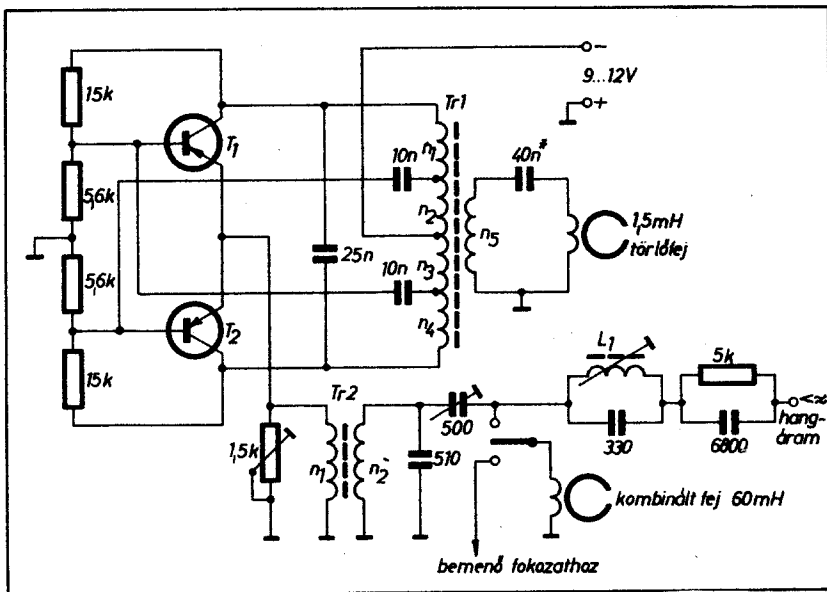 15k
5,6k
5,6k
15k
T₁
T₂
25n
10n
10n
Tr1
n₁
n₂
n₃
n₄
n₅
−
9...12V
+
40n*
1,5mH
törlőfej
1,5k
Tr2
n₁
n₂
510
500
L₁
330
5k
6800
<≈
hang-
áram
kombinált fej 60mH
bemenő fokozathoz